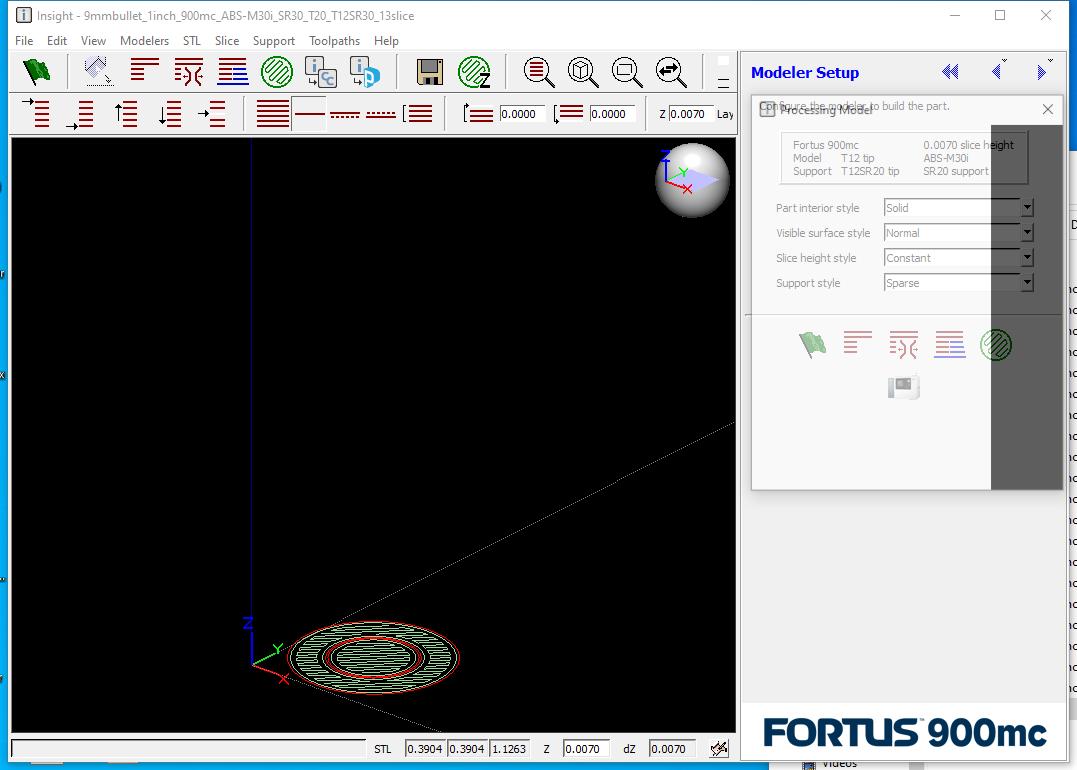 Insight - 9mmbullet_1inch_900mc_ABS-M30i_SR30_T20_T12SR30_13slice
File Edit View Modelers STL Slice Support Toolpaths Help
0.0000 0.0000 Z 0.0070 Lay
Z
Y
X
Z
Y
X
STL 0.3904 0.3904 1.1263 Z 0.0070 dZ 0.0070
Modeler Setup
Configure the modeler to build the part.
Processing Model
Fortus 900mc 0.0070 slice height
Model T12 tip ABS-M30i
Support T12SR20 tip SR20 support
Part interior style Solid
Visible surface style Normal
Slice height style Constant
Support style Sparse
FORTUS™ 900mc
Videos